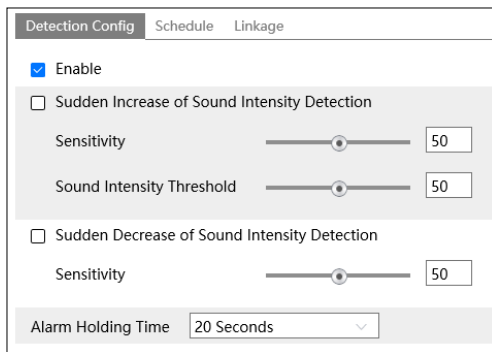 Detection Config Schedule Linkage
Enable
Sudden Increase of Sound Intensity Detection
Sensitivity 50
Sound Intensity Threshold 50
Sudden Decrease of Sound Intensity Detection
Sensitivity 50
Alarm Holding Time 20 Seconds